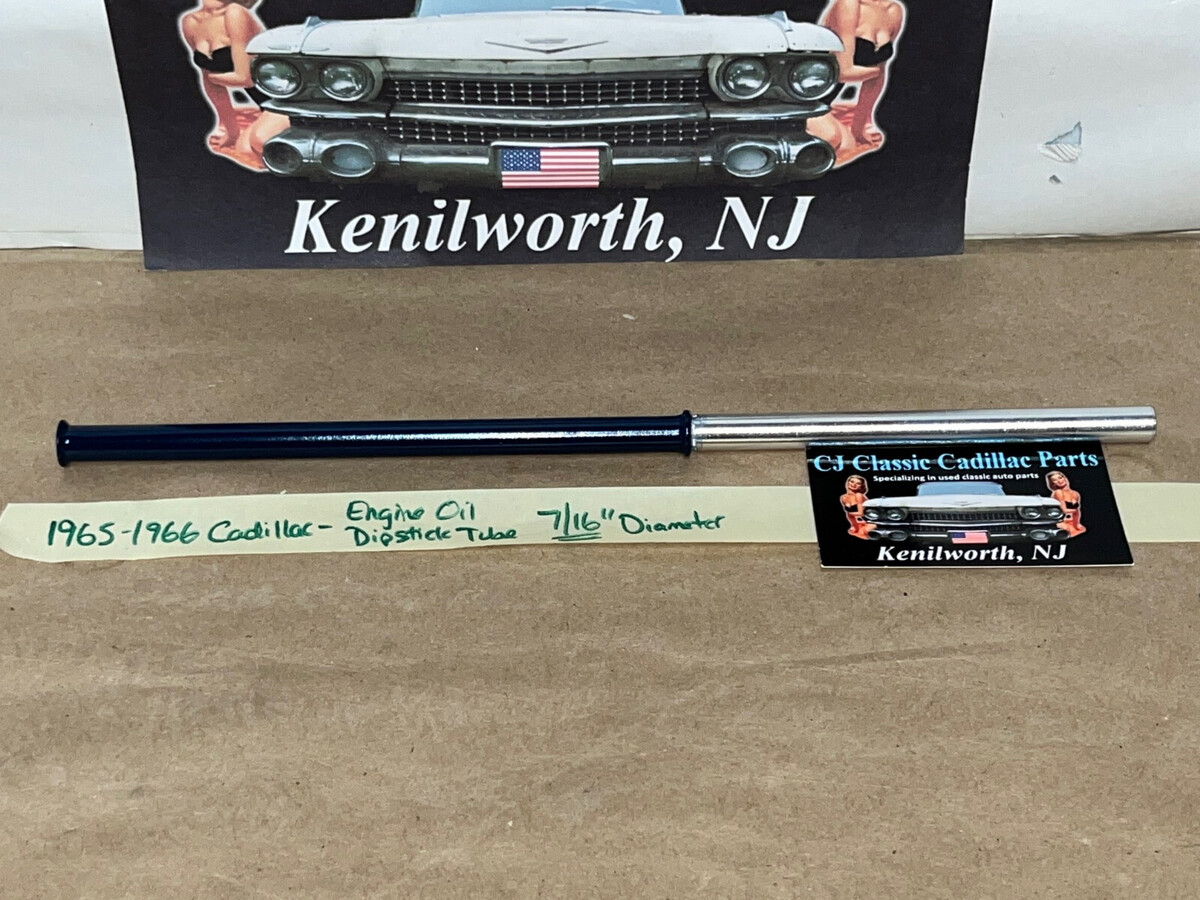 Kenilworth, NJ
1965-1966 Cadillac - Engine Oil Dipstick Tube 7/16" Diameter
CJ Classic Cadillac Parts
Specializing in used classic auto parts
Kenilworth, NJ